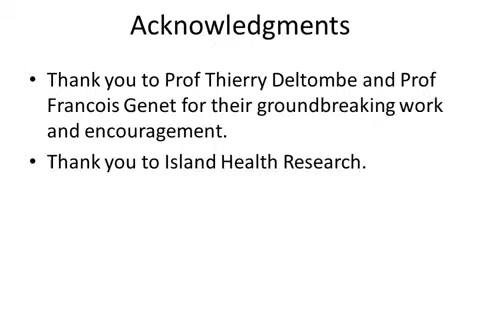 Acknowledgments
• Thank you to Prof Thierry Deltombe and Prof
Francois Genet for their groundbreaking work
and encouragement.
• Thank you to Island Health Research.